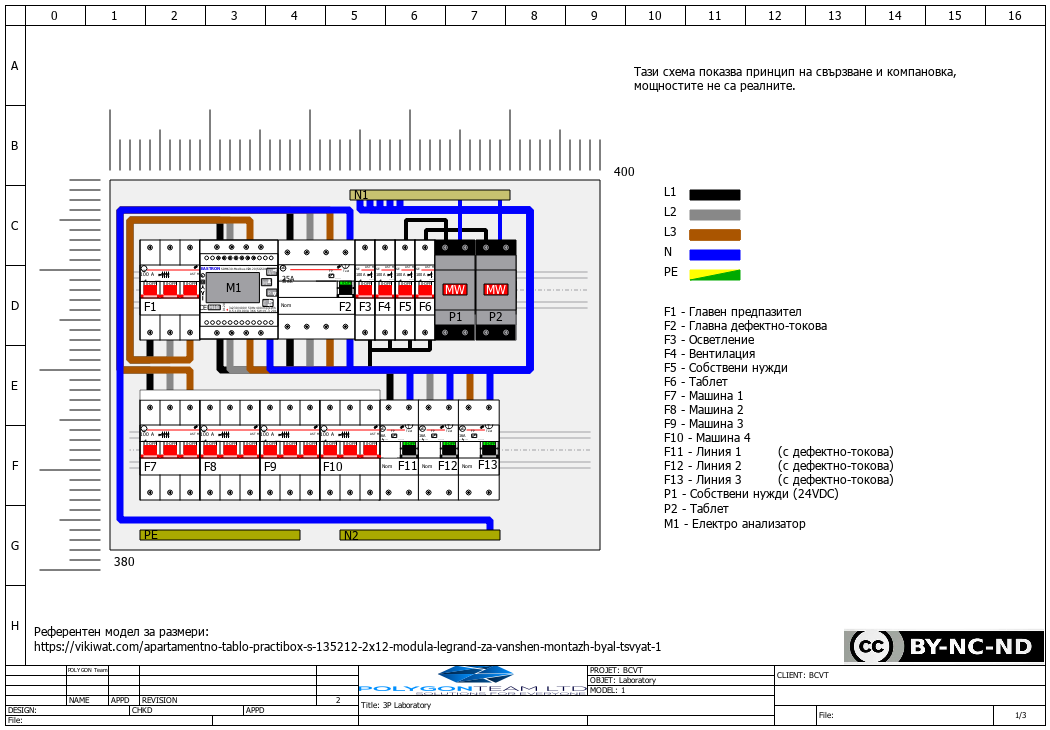 0 1 2 3 4 5 6 7 8 9 10 11 12 13 14 15 16
A
B
C
D
E
F
G
H
Тази схема показва принцип на свързване и компановка,
мощностите не са реалните.
400
380
L1
L2
L3
N
PE
N1
M1
F1
F2
F3
F4
F5
F6
MW
MW
P1
P2
F7
F8
F9
F10
F11
F12
F13
PE
N2
F1 - Главен предпазител
F2 - Главна дефектно-токова
F3 - Осветление
F4 - Вентилация
F5 - Собствени нужди
F6 - Таблет
F7 - Машина 1
F8 - Машина 2
F9 - Машина 3
F10 - Машина 4
F11 - Линия 1 (с дефектно-токова)
F12 - Линия 2 (с дефектно-токова)
F13 - Линия 3 (с дефектно-токова)
P1 - Собствени нужди (24VDC)
P2 - Таблет
M1 - Електро анализатор
Референтен модел за размери:
https://vikiwat.com/apartamentno-tablo-practibox-s-135212-2x12-modula-legrand-za-vanshen-montazh-byal-tsvyat-1
cc BY-NC-ND
POLYGON Team
NAME APPD REVISION 2
DESIGN: CHKD APPD
File:
POLYGONTEAM LTD
SOLUTIONS FOR EVERYONE
Title: 3P Laboratory
PROJET: BCVT
OBJET: Laboratory
MODEL: 1
CLIENT: BCVT
File:
1/3